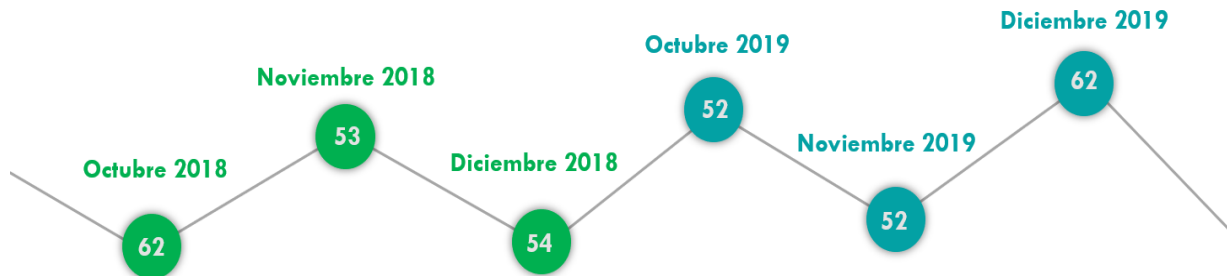 Octubre 2018
62
Noviembre 2018
53
Diciembre 2018
54
Octubre 2019
52
Noviembre 2019
52
Diciembre 2019
62